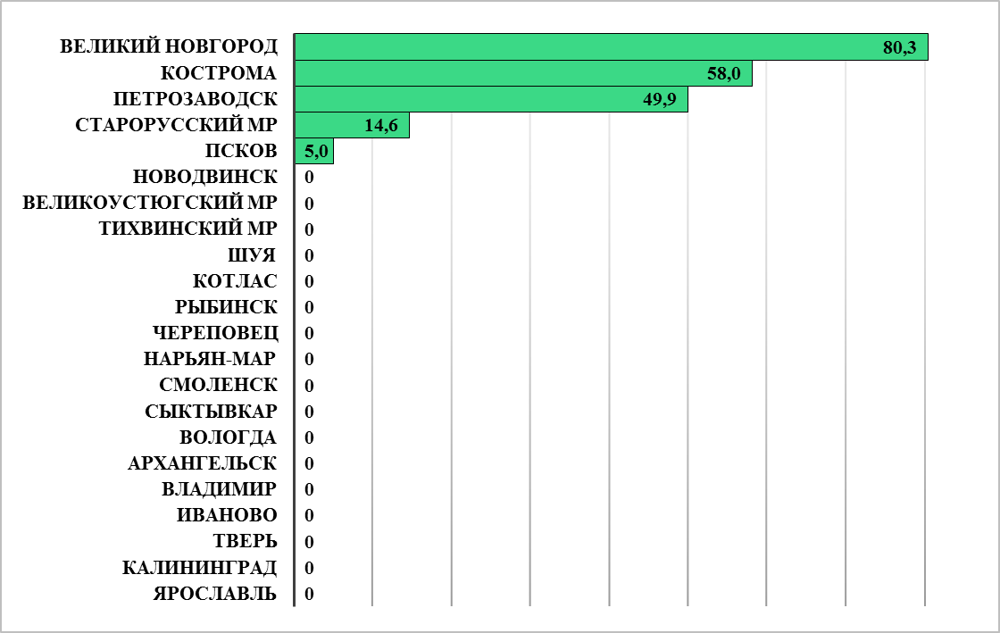 ВЕЛИКИЙ НОВГОРОД 80,3
КОСТРОМА 58,0
ПЕТРОЗАВОДСК 49,9
СТАРОРУССКИЙ МР 14,6
ПСКОВ 5,0
НОВОДВИНСК 0
ВЕЛИКОУСТЮГСКИЙ МР 0
ТИХВИНСКИЙ МР 0
ШУЯ 0
КОТЛАС 0
РЫБИНСК 0
ЧЕРЕПОВЕЦ 0
НАРЬЯН-МАР 0
СМОЛЕНСК 0
СЫКТЫВКАР 0
ВОЛОГДА 0
АРХАНГЕЛЬСК 0
ВЛАДИМИР 0
ИВАНОВО 0
ТВЕРЬ 0
КАЛИНИНГРАД 0
ЯРОСЛАВЛЬ 0